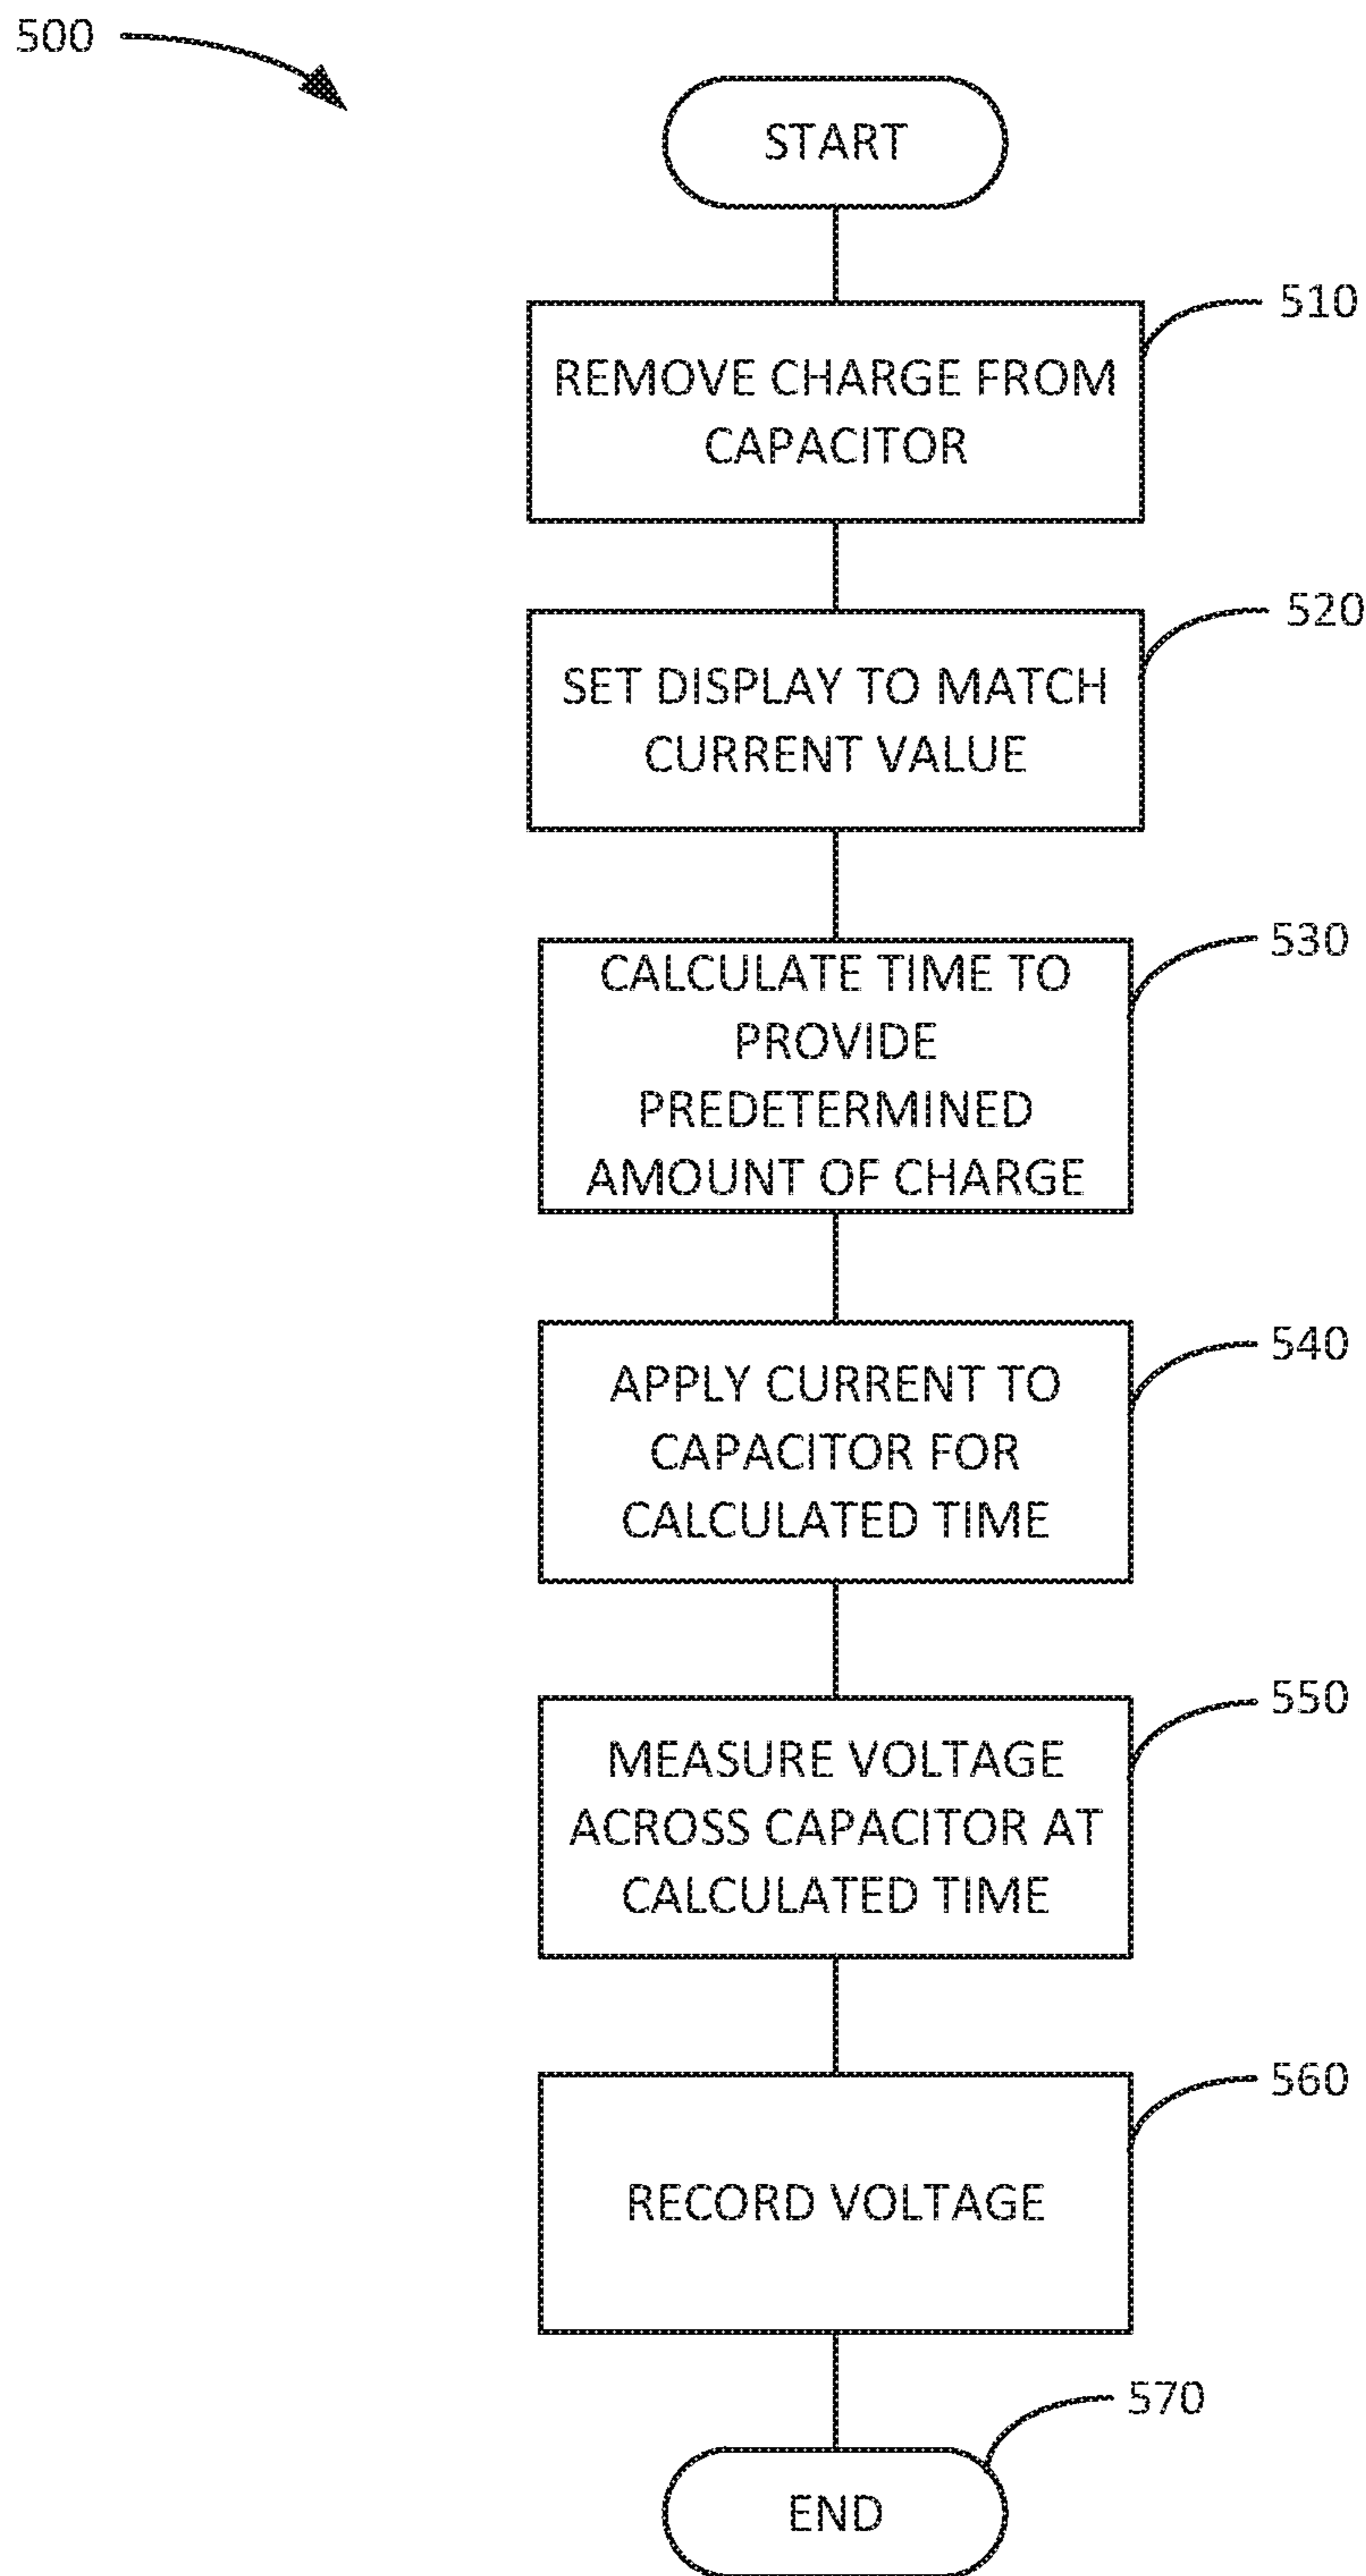 500
START
510
REMOVE CHARGE FROM
CAPACITOR
520
SET DISPLAY TO MATCH
CURRENT VALUE
530
CALCULATE TIME TO
PROVIDE
PREDETERMINED
AMOUNT OF CHARGE
540
APPLY CURRENT TO
CAPACITOR FOR
CALCULATED TIME
550
MEASURE VOLTAGE
ACROSS CAPACITOR AT
CALCULATED TIME
560
RECORD VOLTAGE
570
END